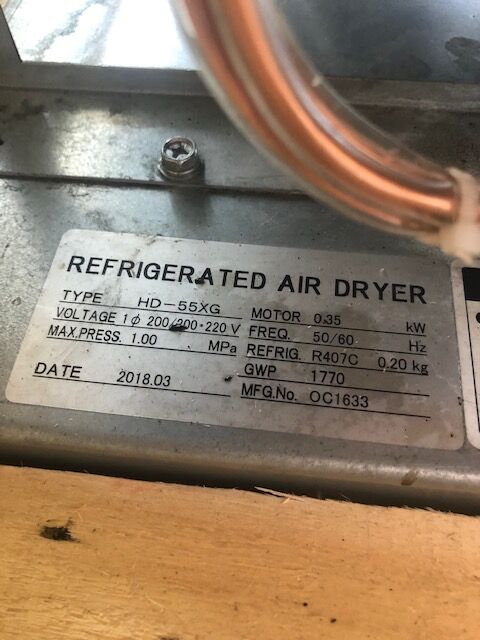 REFRIGERATED AIR DRYER
TYPE HD-55XG
VOLTAGE 1ϕ 200/200・220 V
MAX.PRESS. 1.00 MPa
DATE 2018.03
MOTOR 0.35 kW
FREQ. 50/60 Hz
REFRIG. R407C 0.20 kg
GWP 1770
MFG.No. OC1633